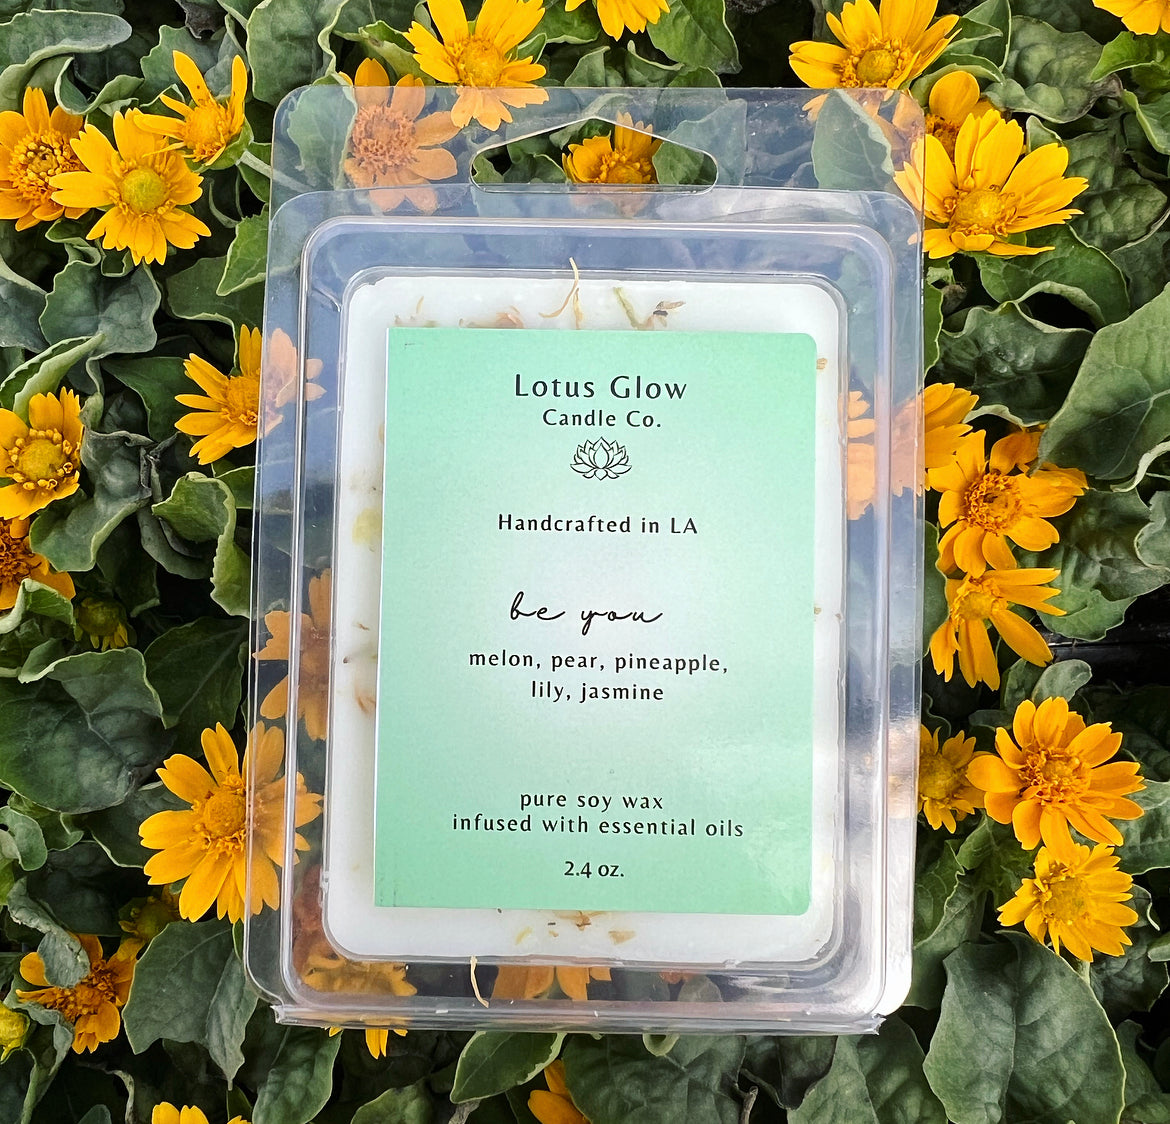 Lotus Glow
Candle Co.
Handcrafted in LA
be you
melon, pear, pineapple,
lily, jasmine
pure soy wax
infused with essential oils
2.4 oz.